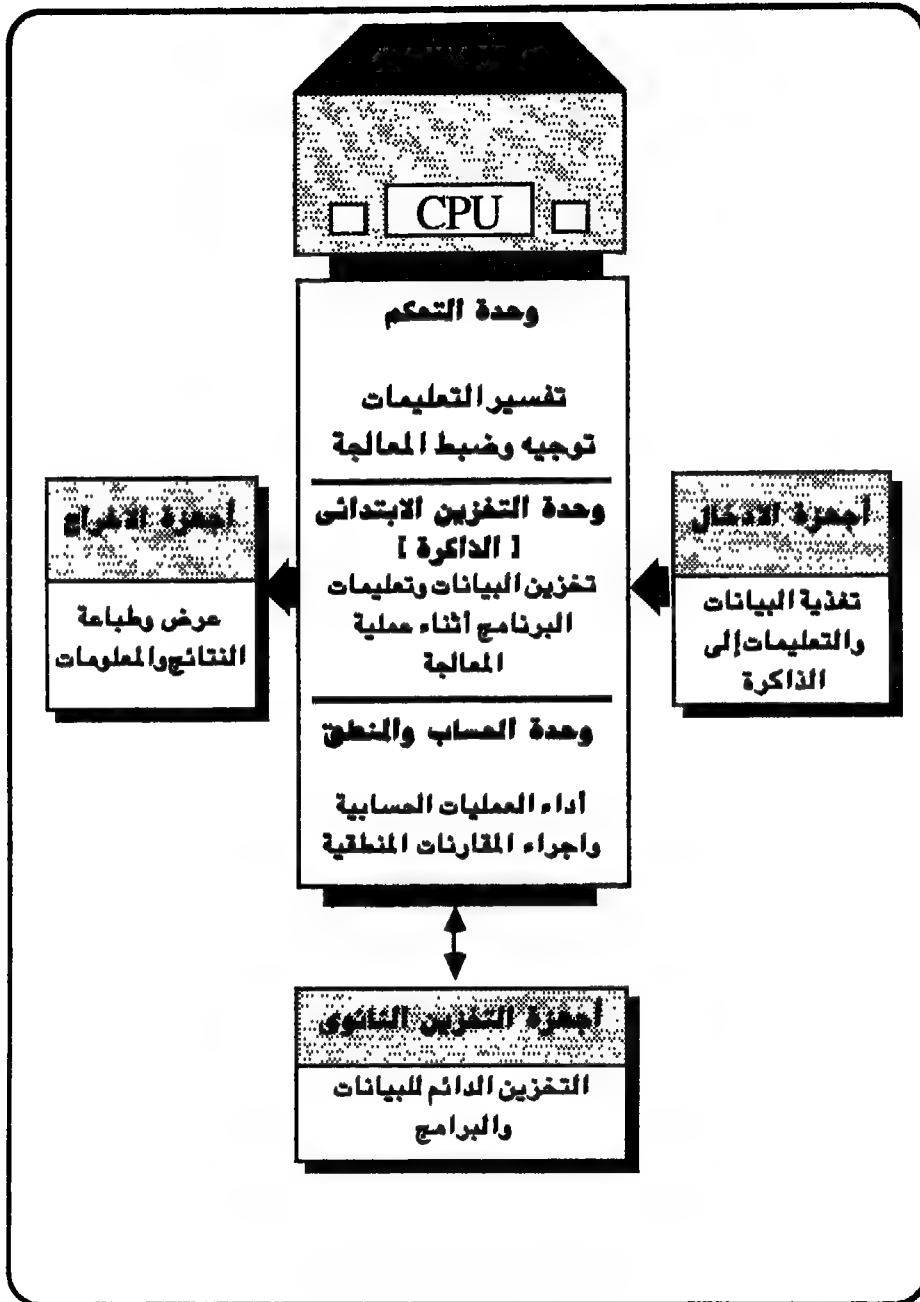 CPU
وحدة التحكم
تفسير التعليمات
توجيه وضبط المعالجة
وحدة التخزين الابتدائى
[ الذاكرة ]
تخزين البيانات وتعليمات
البرنامج أثناء عملية
المعالجة
وحدة الحساب والمنطق
أداء العمليات الحسابية
واجراء المقارنات المنطقية
أجهزة الادخال
تغذية البيانات
والتعليمات إلى
الذاكرة
أجهزة الاخراج
عرض وطباعة
النتائج والمعلومات
أجهزة التخزين الثانوى
التخزين الدائم للبيانات
والبرامج